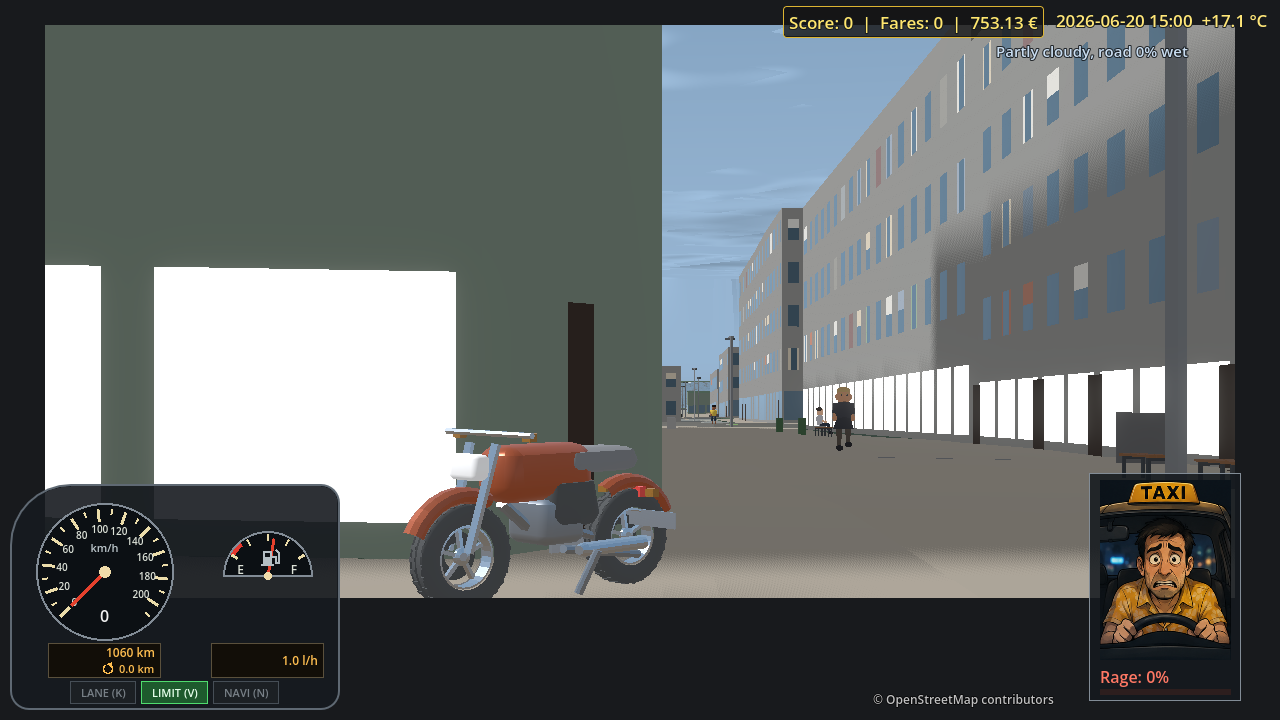 Score: 0 | Fares: 0 | 753.13 €
2026-06-20 15:00 +17.1 °C
Partly cloudy, road 0% wet
0 20 40 60 80 100 120 140 160 180 200
km/h
0
E F
1060 km
0.0 km
1.0 l/h
LANE (K) LIMIT (V) NAVI (N)
TAXI
Rage: 0%
© OpenStreetMap contributors